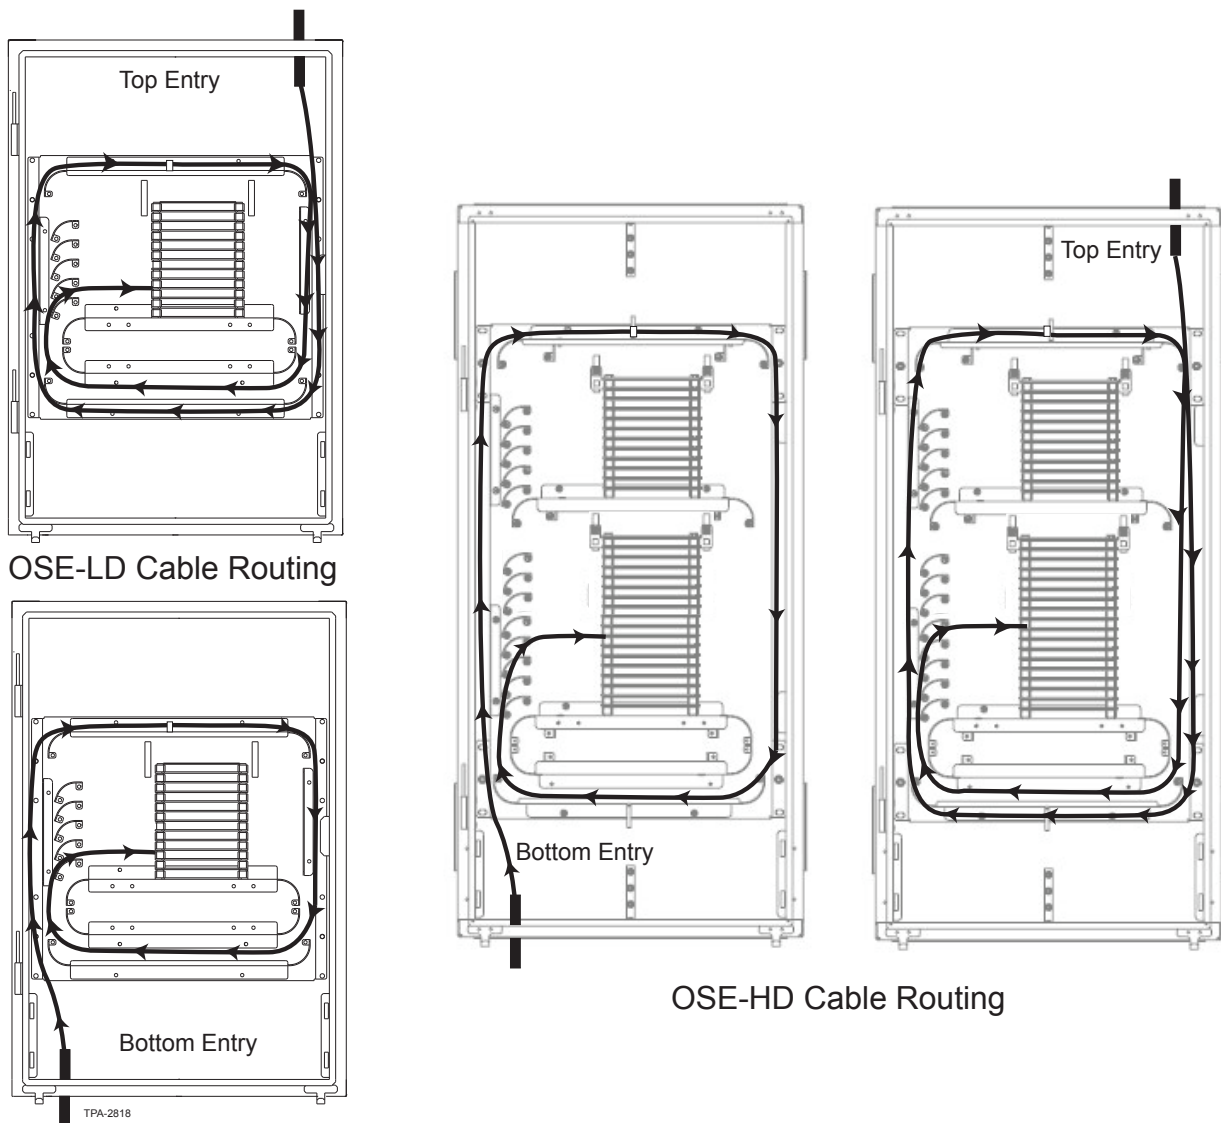 Top Entry
OSE-LD Cable Routing
Bottom Entry
TPA-2818
Bottom Entry
Top Entry
OSE-HD Cable Routing